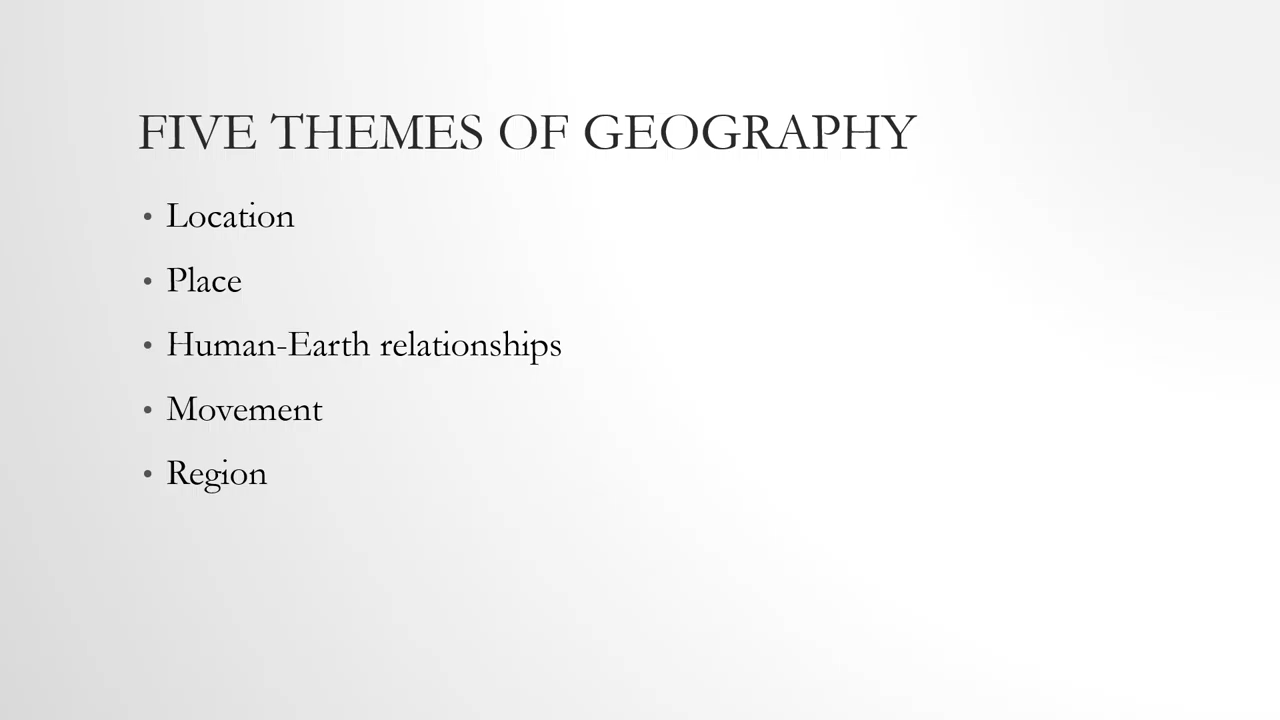 FIVE THEMES OF GEOGRAPHY
• Location
• Place
• Human-Earth relationships
• Movement
• Region